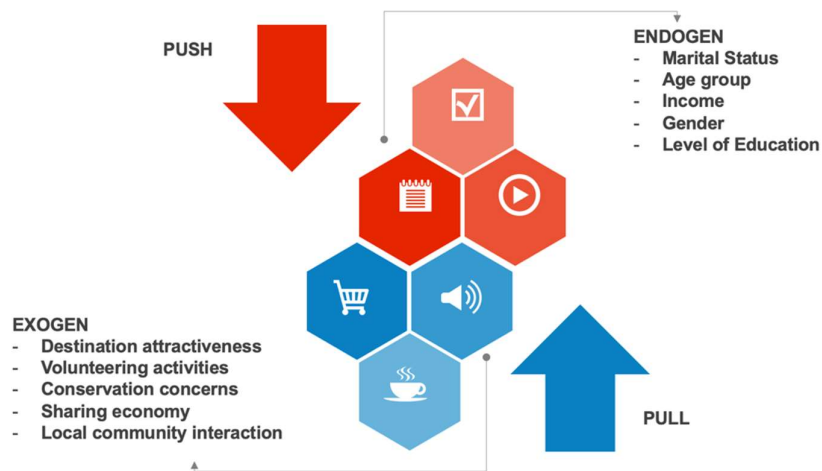 PUSH
ENDOGEN
- Marital Status
- Age group
- Income
- Gender
- Level of Education
EXOGEN
- Destination attractiveness
- Volunteering activities
- Conservation concerns
- Sharing economy
- Local community interaction
PULL